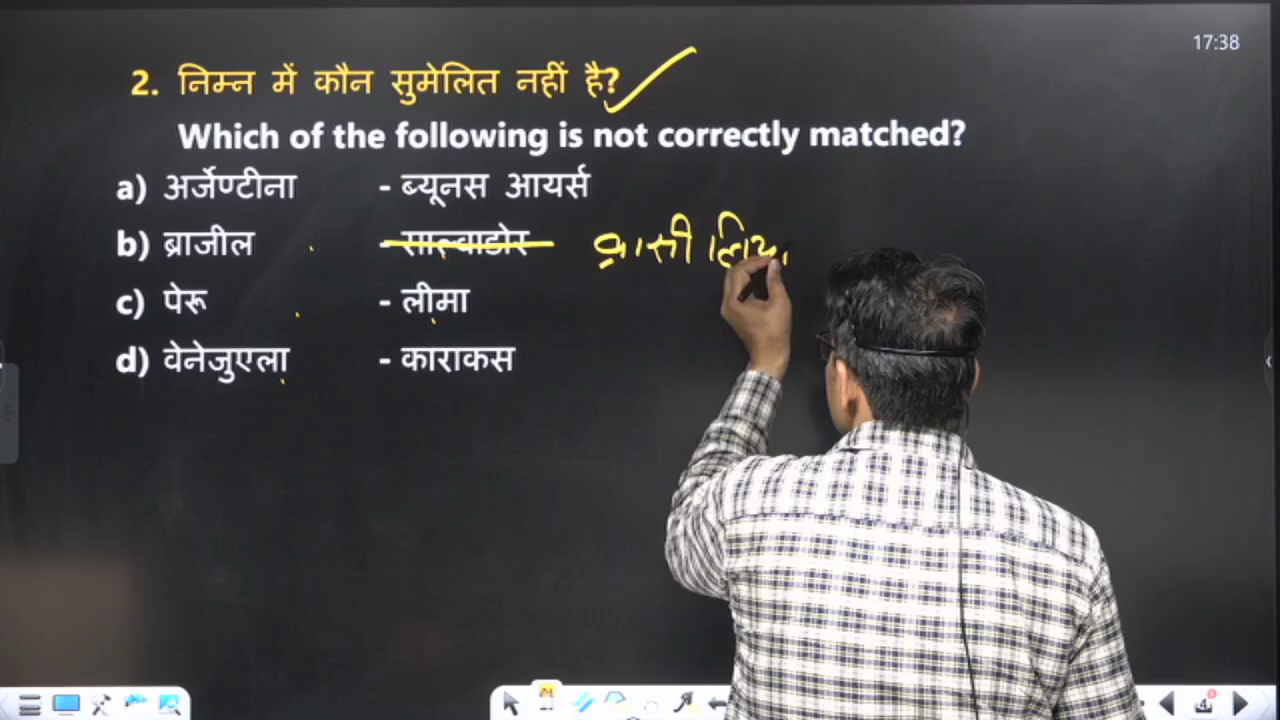 17:38
2. निम्न में कौन सुमेलित नहीं है?
Which of the following is not correctly matched?
a) अर्जेण्टीना - ब्यूनस आयर्स
b) ब्राजील - साल्वाडोर ब्रासीलिया
c) पेरू - लीमा
d) वेनेजुएला - काराकस